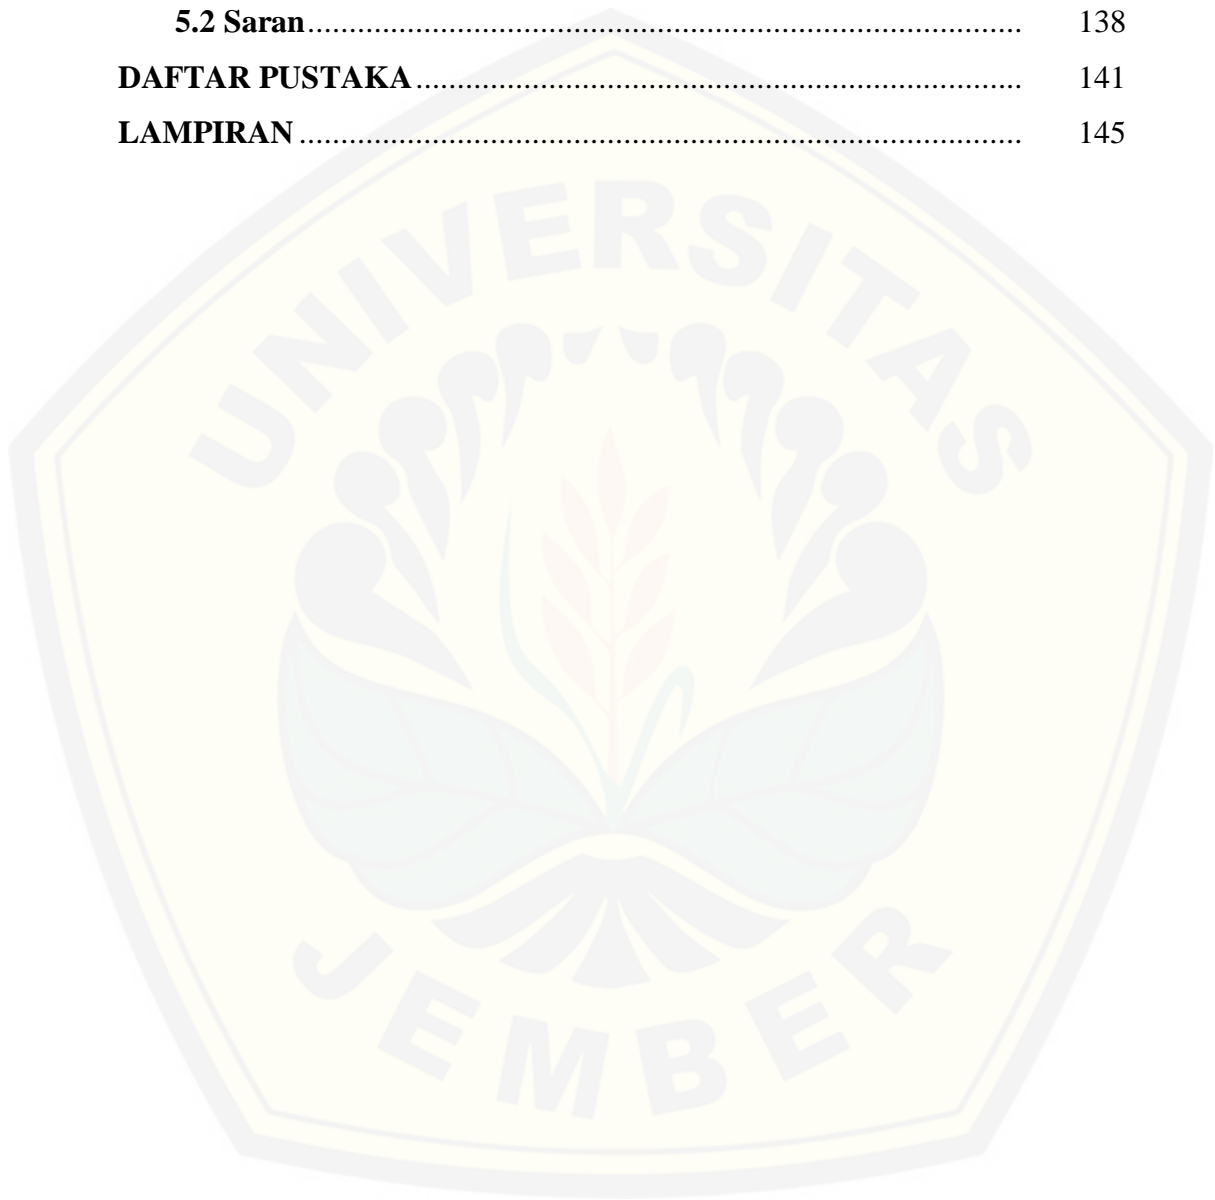 5.2 Saran........................................................................................ 138
DAFTAR PUSTAKA.......................................................................... 141
LAMPIRAN........................................................................................ 145
UNIVERSITAS
JEMBER